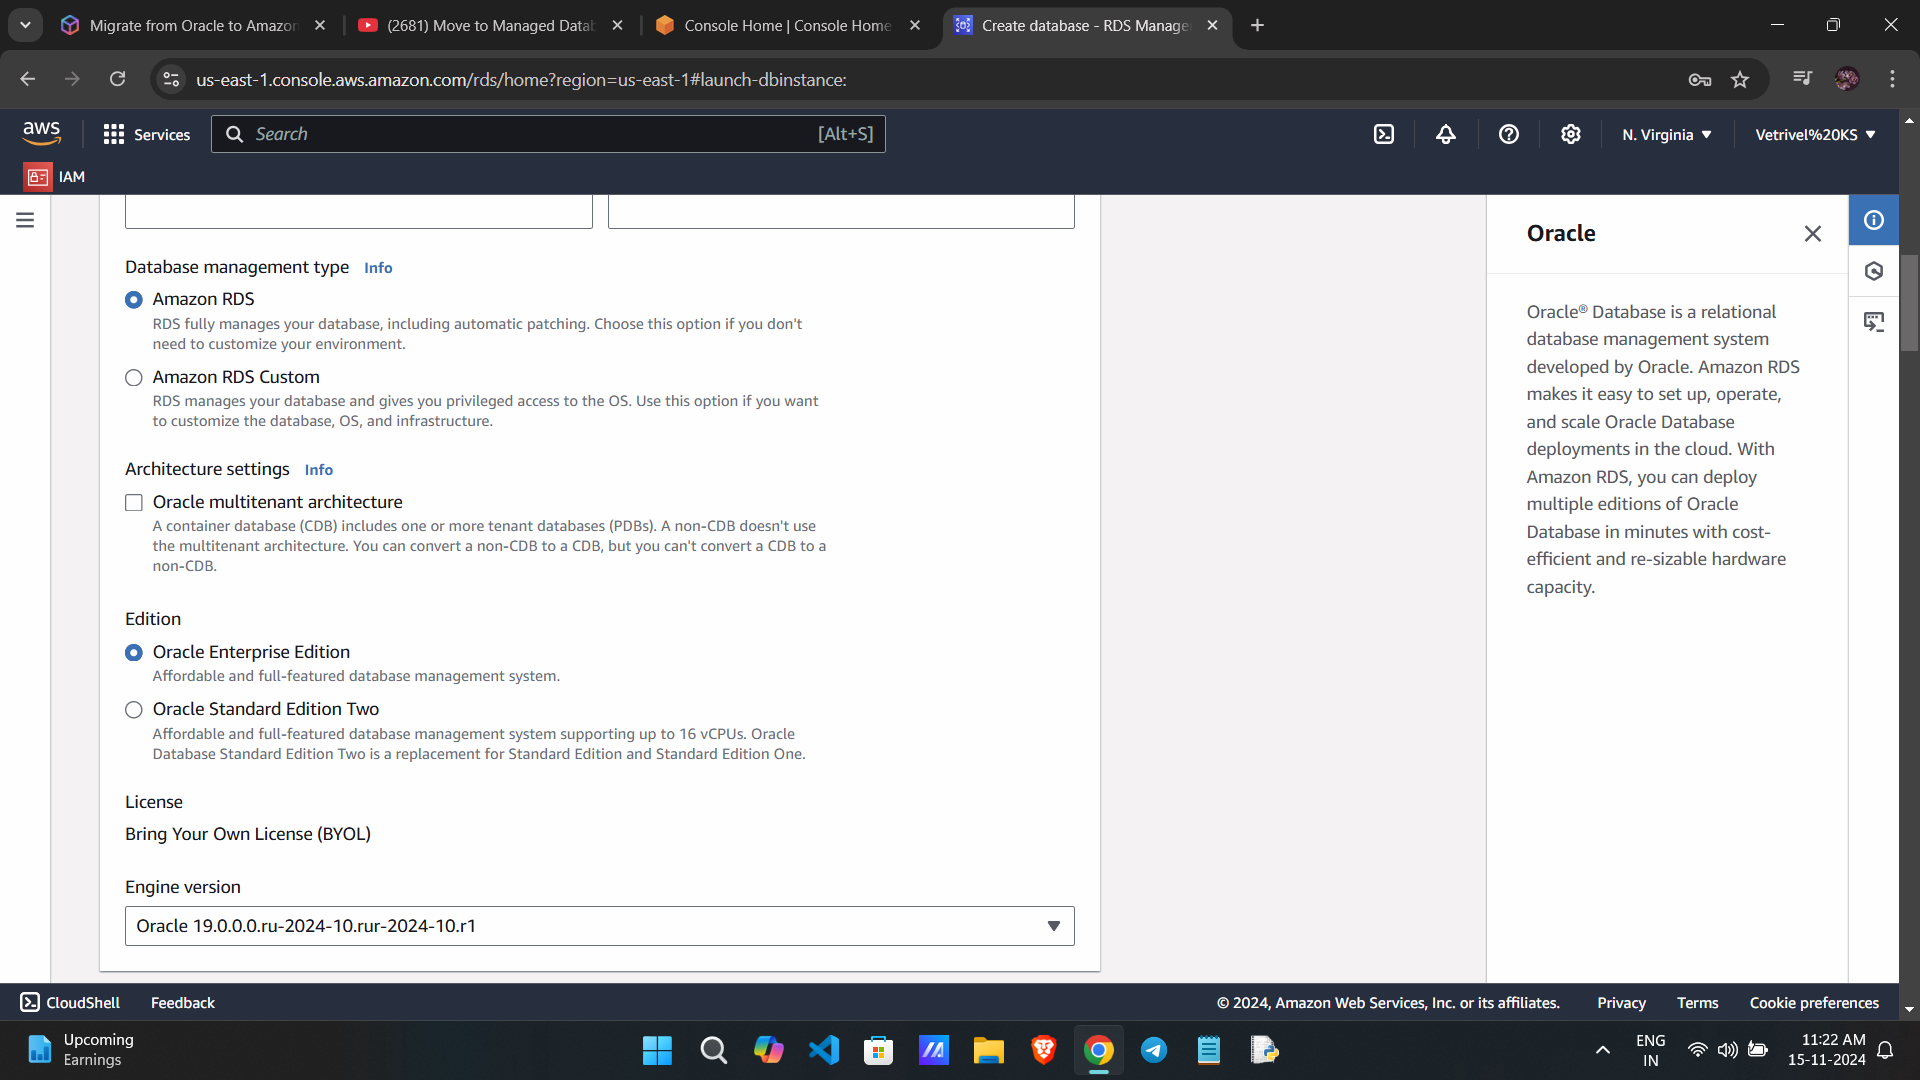 Migrate from Oracle to Amazon
(2681) Move to Managed Datab
Console Home | Console Home
Create database - RDS Manage
us-east-1.console.aws.amazon.com/rds/home?region=us-east-1#launch-dbinstance:
aws
Services
Search
[Alt+S]
N. Virginia
Vetrivel%20KS
IAM
Database management type Info
Amazon RDS
RDS fully manages your database, including automatic patching. Choose this option if you don't
need to customize your environment.
Amazon RDS Custom
RDS manages your database and gives you privileged access to the OS. Use this option if you want
to customize the database, OS, and infrastructure.
Architecture settings Info
Oracle multitenant architecture
A container database (CDB) includes one or more tenant databases (PDBs). A non-CDB doesn't use
the multitenant architecture. You can convert a non-CDB to a CDB, but you can't convert a CDB to a
non-CDB.
Edition
Oracle Enterprise Edition
Affordable and full-featured database management system.
Oracle Standard Edition Two
Affordable and full-featured database management system supporting up to 16 vCPUs. Oracle
Database Standard Edition Two is a replacement for Standard Edition and Standard Edition One.
License
Bring Your Own License (BYOL)
Engine version
Oracle 19.0.0.0.ru-2024-10.rur-2024-10.r1
Oracle
Oracle® Database is a relational
database management system
developed by Oracle. Amazon RDS
makes it easy to set up, operate,
and scale Oracle Database
deployments in the cloud. With
Amazon RDS, you can deploy
multiple editions of Oracle
Database in minutes with cost-
efficient and re-sizable hardware
capacity.
CloudShell
Feedback
© 2024, Amazon Web Services, Inc. or its affiliates.
Privacy
Terms
Cookie preferences
Upcoming
Earnings
ENG
IN
11:22 AM
15-11-2024